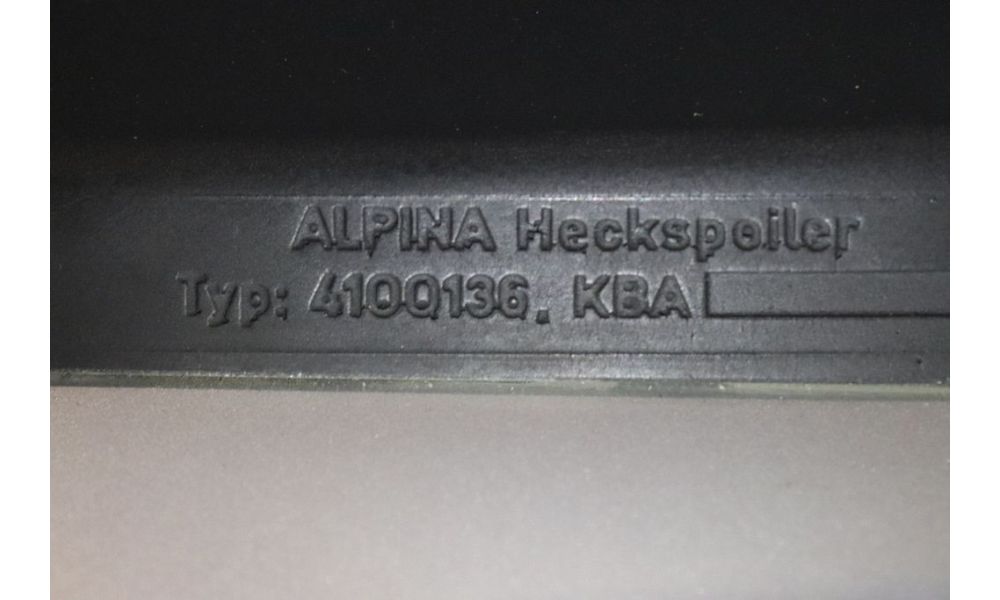 ALPINA Heckspoiler
Typ: 4100136. KBA